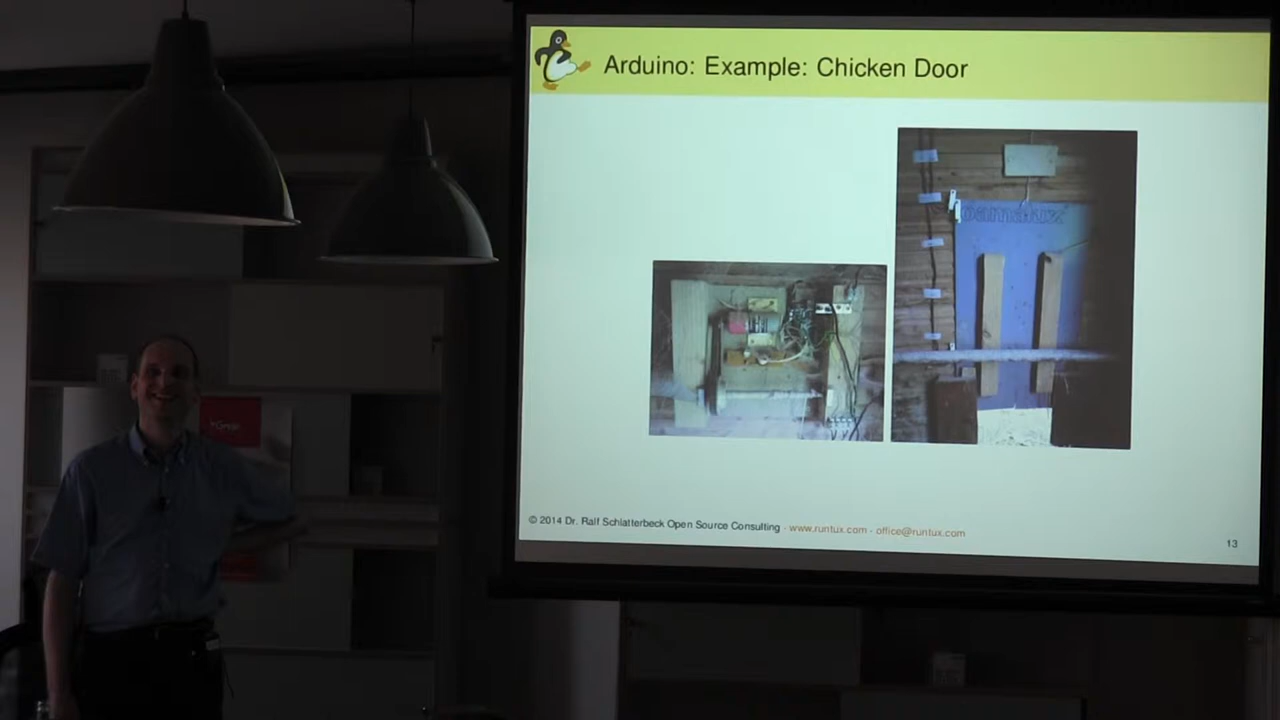 Arduino: Example: Chicken Door
© 2014 Dr. Ralf Schlatterbeck Open Source Consulting · www.runtux.com · office@runtux.com
13